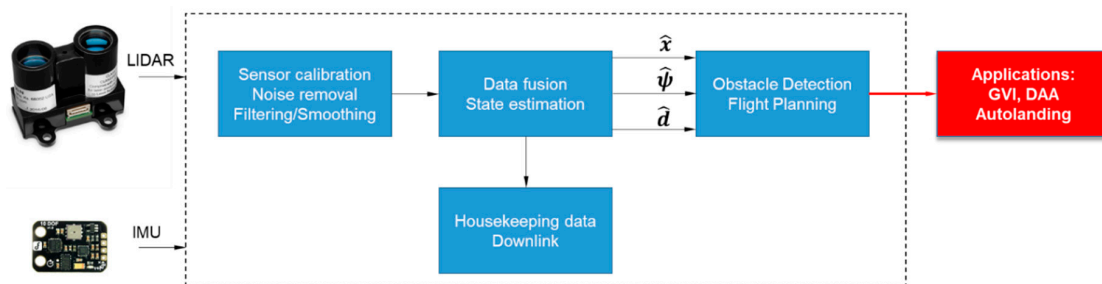 LIDAR
Sensor calibration
Noise removal
Filtering/Smoothing
Data fusion
State estimation
x̂
ψ̂
d̂
Obstacle Detection
Flight Planning
Applications:
GVI, DAA
Autolanding
Housekeeping data
Downlink
IMU